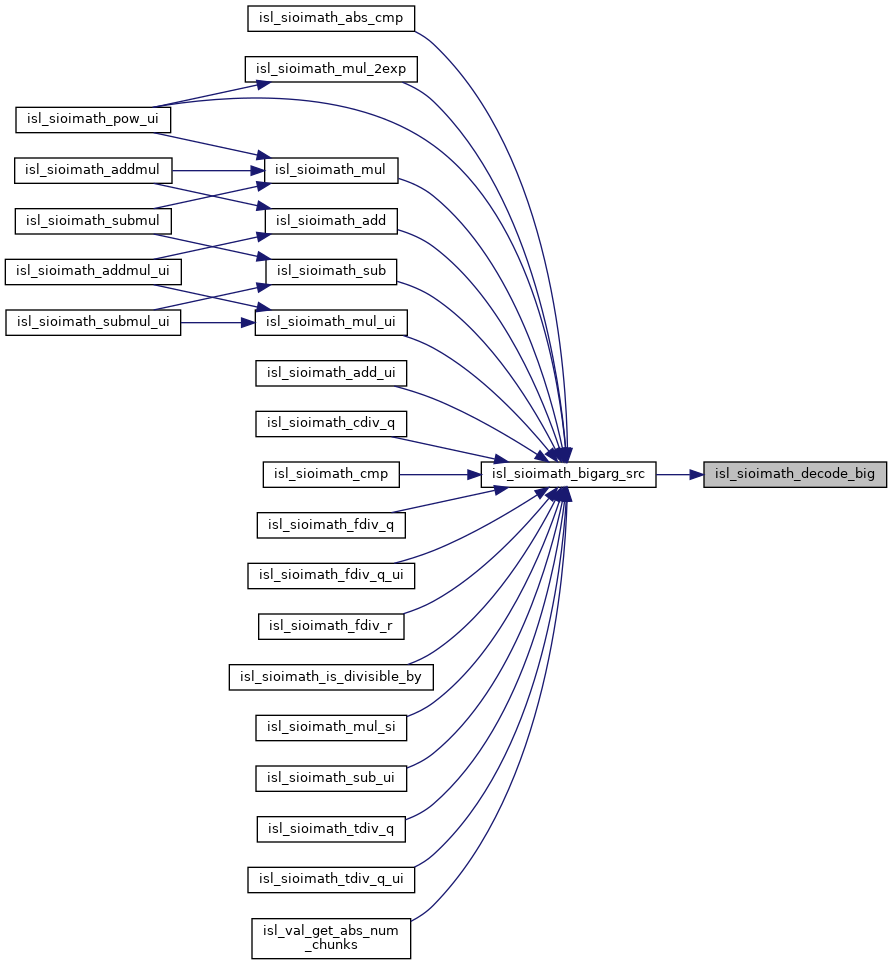 isl_sioimath_abs_cmp
isl_sioimath_mul_2exp
isl_sioimath_pow_ui
isl_sioimath_addmul
isl_sioimath_mul
isl_sioimath_submul
isl_sioimath_add
isl_sioimath_addmul_ui
isl_sioimath_sub
isl_sioimath_submul_ui
isl_sioimath_mul_ui
isl_sioimath_add_ui
isl_sioimath_cdiv_q
isl_sioimath_cmp
isl_sioimath_bigarg_src
isl_sioimath_decode_big
isl_sioimath_fdiv_q
isl_sioimath_fdiv_q_ui
isl_sioimath_fdiv_r
isl_sioimath_is_divisible_by
isl_sioimath_mul_si
isl_sioimath_sub_ui
isl_sioimath_tdiv_q
isl_sioimath_tdiv_q_ui
isl_val_get_abs_num
_chunks